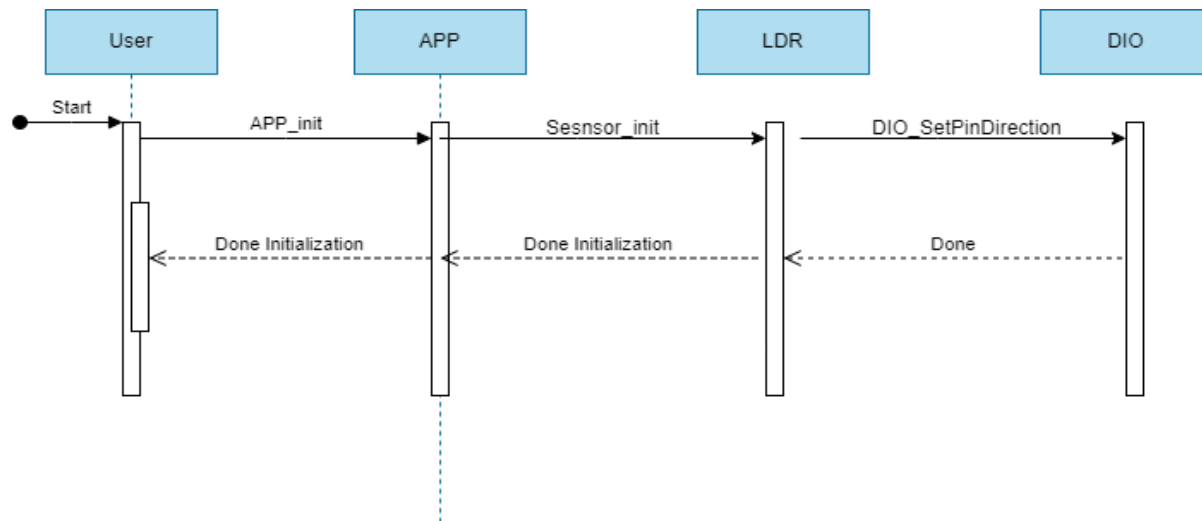 User
APP
LDR
DIO
Start
APP_init
Sesnsor_init
DIO_SetPinDirection
Done Initialization
Done Initialization
Done